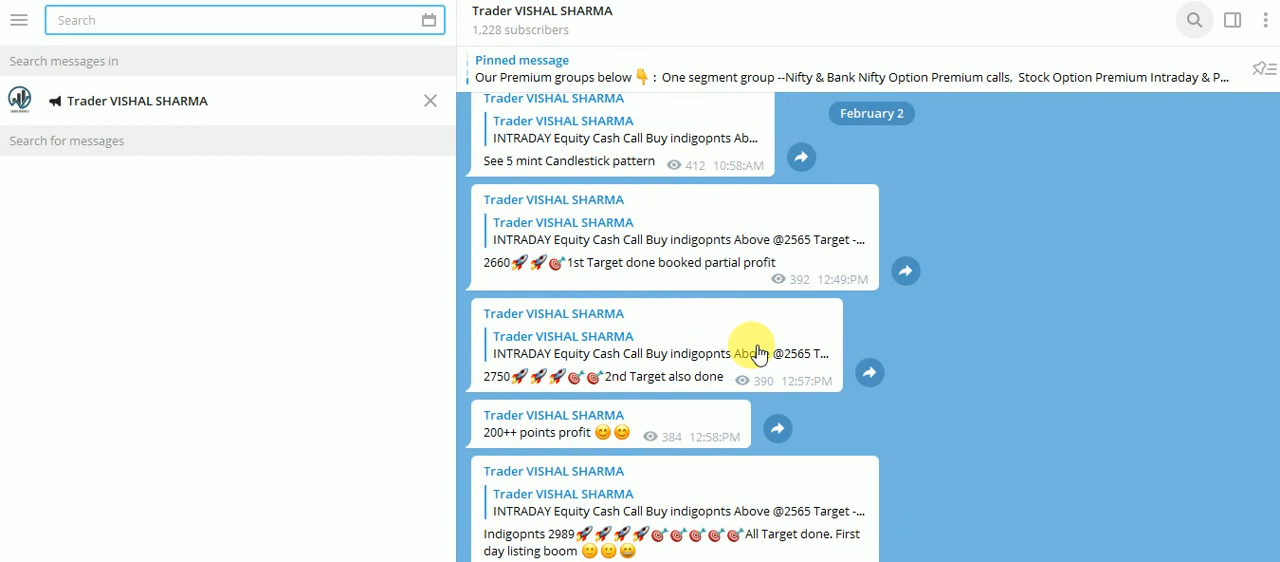 Search
Search messages in
Trader VISHAL SHARMA
Search for messages
Trader VISHAL SHARMA
1,228 subscribers
Pinned message
Our Premium groups below 👇 : One segment group --Nifty & Bank Nifty Option Premium calls, Stock Option Premium Intraday & P...
February 2
Trader VISHAL SHARMA
Trader VISHAL SHARMA
INTRADAY Equity Cash Call Buy indigopnts Ab...
See 5 mint Candlestick pattern 412 10:58:AM
Trader VISHAL SHARMA
Trader VISHAL SHARMA
INTRADAY Equity Cash Call Buy indigopnts Above @2565 Target -...
2660🚀🚀🎯1st Target done booked partial profit
392 12:49:PM
Trader VISHAL SHARMA
Trader VISHAL SHARMA
INTRADAY Equity Cash Call Buy indigopnts Above @2565 T...
2750🚀🚀🚀🎯🎯2nd Target also done 390 12:57:PM
Trader VISHAL SHARMA
200++ points profit 😊😊 384 12:58:PM
Trader VISHAL SHARMA
Trader VISHAL SHARMA
INTRADAY Equity Cash Call Buy indigopnts Above @2565 Target -...
Indigopnts 2989🚀🚀🚀🚀🎯🎯🎯🎯🎯All Target done. First
day listing boom 🙂🙂😀